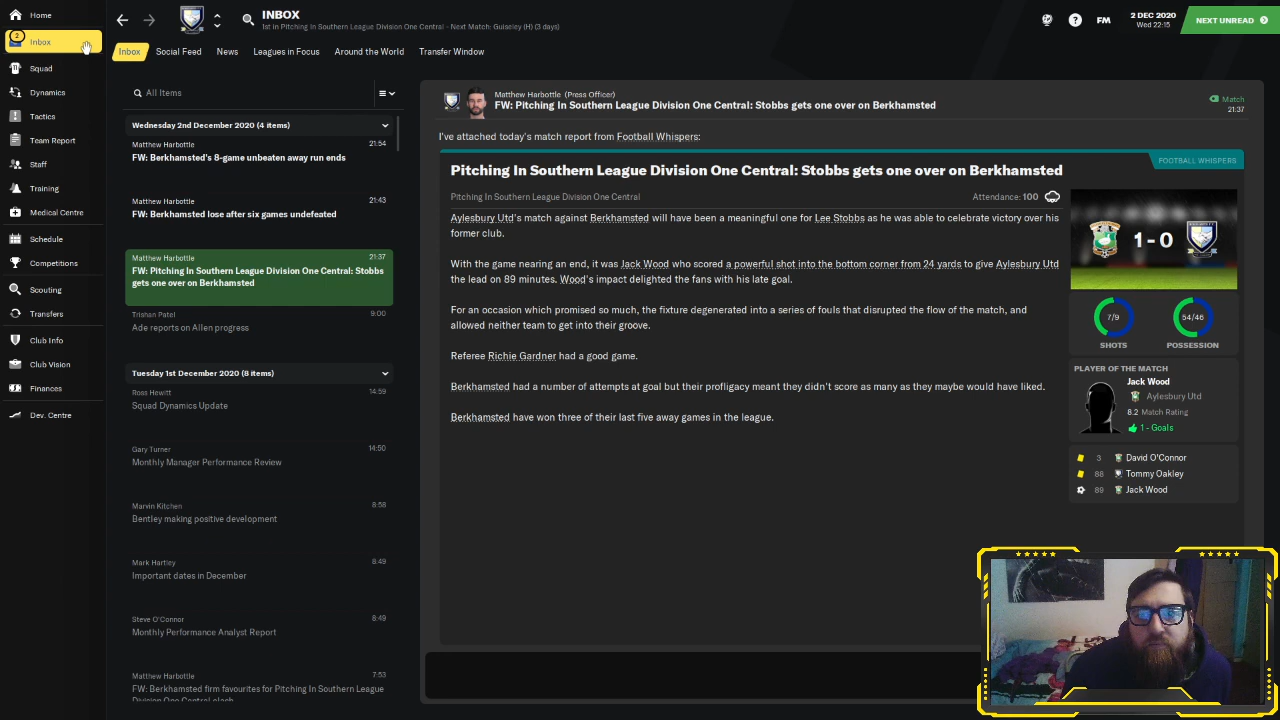 Home
2
Inbox
Squad
Dynamics
Tactics
Team Report
Staff
Training
Medical Centre
Schedule
Competitions
Scouting
Transfers
Club Info
Club Vision
Finances
Dev. Centre
INBOX
1st in Pitching In Southern League Division One Central - Next Match: Guiseley (H) (3 days)
FM
2 DEC 2020
Wed 22:15
NEXT UNREAD
Inbox Social Feed News Leagues in Focus Around the World Transfer Window
All Items
Wednesday 2nd December 2020 (4 items)
Matthew Harbottle 21:54
FW: Berkhamsted's 8-game unbeaten away run ends
Matthew Harbottle 21:43
FW: Berkhamsted lose after six games undefeated
Matthew Harbottle 21:37
FW: Pitching In Southern League Division One Central: Stobbs
gets one over on Berkhamsted
Trishan Patel 9:00
Ade reports on Allen progress
Tuesday 1st December 2020 (8 items)
Ross Hewitt 14:59
Squad Dynamics Update
Gary Turner 14:50
Monthly Manager Performance Review
Marvin Kitchen 8:58
Bentley making positive development
Mark Hartley 8:49
Important dates in December
Steve O'Connor 8:49
Monthly Performance Analyst Report
Matthew Harbottle 7:53
FW: Berkhamsted firm favourites for Pitching In Southern League
Division One Central clash
Matthew Harbottle (Press Officer)
FW: Pitching In Southern League Division One Central: Stobbs gets one over on Berkhamsted
Match
21:37
I've attached today's match report from Football Whispers:
FOOTBALL WHISPERS
Pitching In Southern League Division One Central: Stobbs gets one over on Berkhamsted
Pitching In Southern League Division One Central Attendance: 100
Aylesbury Utd's match against Berkhamsted will have been a meaningful one for Lee Stobbs as he was able to celebrate victory over his
former club.
With the game nearing an end, it was Jack Wood who scored a powerful shot into the bottom corner from 24 yards to give Aylesbury Utd
the lead on 89 minutes. Wood's impact delighted the fans with his late goal.
For an occasion which promised so much, the fixture degenerated into a series of fouls that disrupted the flow of the match, and
allowed neither team to get into their groove.
Referee Richie Gardner had a good game.
Berkhamsted had a number of attempts at goal but their profligacy meant they didn't score as many as they maybe would have liked.
Berkhamsted have won three of their last five away games in the league.
1 - 0
7/9
SHOTS
54/46
POSSESSION
PLAYER OF THE MATCH
Jack Wood
Aylesbury Utd
8.2 Match Rating
1 - Goals
3 David O'Connor
88 Tommy Oakley
89 Jack Wood